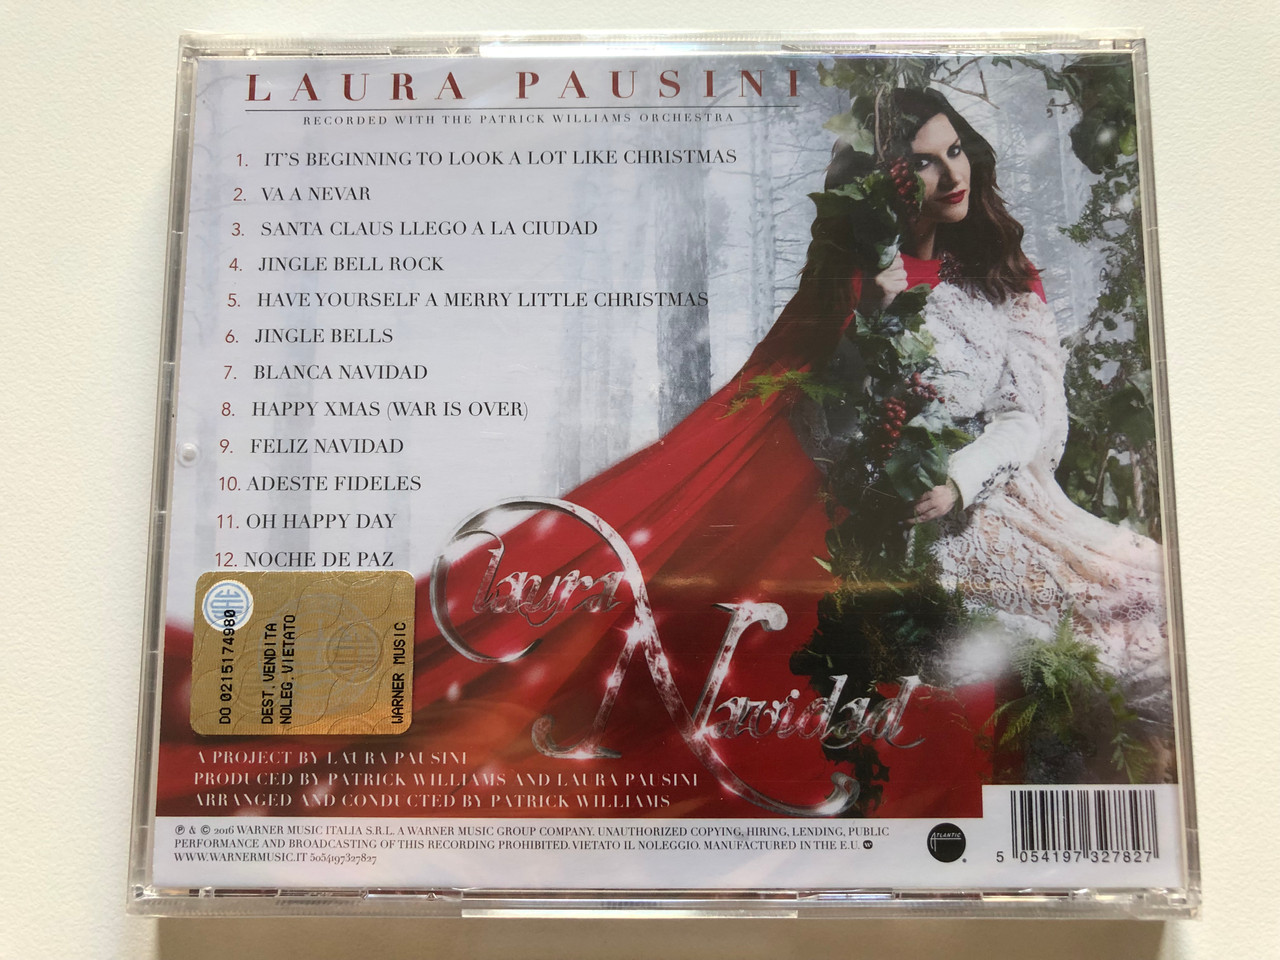 LAURA PAUSINI
RECORDED WITH THE PATRICK WILLIAMS ORCHESTRA
1. IT'S BEGINNING TO LOOK A LOT LIKE CHRISTMAS
2. VA A NEVAR
3. SANTA CLAUS LLEGO A LA CIUDAD
4. JINGLE BELL ROCK
5. HAVE YOURSELF A MERRY LITTLE CHRISTMAS
6. JINGLE BELLS
7. BLANCA NAVIDAD
8. HAPPY XMAS (WAR IS OVER)
9. FELIZ NAVIDAD
10. ADESTE FIDELES
11. OH HAPPY DAY
12. NOCHE DE PAZ
laura
Navidad
DO 0215174980
DEST.VENDITA
NOLEG.VIETATO
WARNER MUSIC
A PROJECT BY LAURA PAUSINI
PRODUCED BY PATRICK WILLIAMS AND LAURA PAUSINI
ARRANGED AND CONDUCTED BY PATRICK WILLIAMS
℗ & © 2016 WARNER MUSIC ITALIA S.R.L. A WARNER MUSIC GROUP COMPANY. UNAUTHORIZED COPYING, HIRING, LENDING, PUBLIC
PERFORMANCE AND BROADCASTING OF THIS RECORDING PROHIBITED. VIETATO IL NOLEGGIO. MANUFACTURED IN THE E.U.
WWW.WARNERMUSIC.IT 5054197327827
ATLANTIC
5 054197 327827